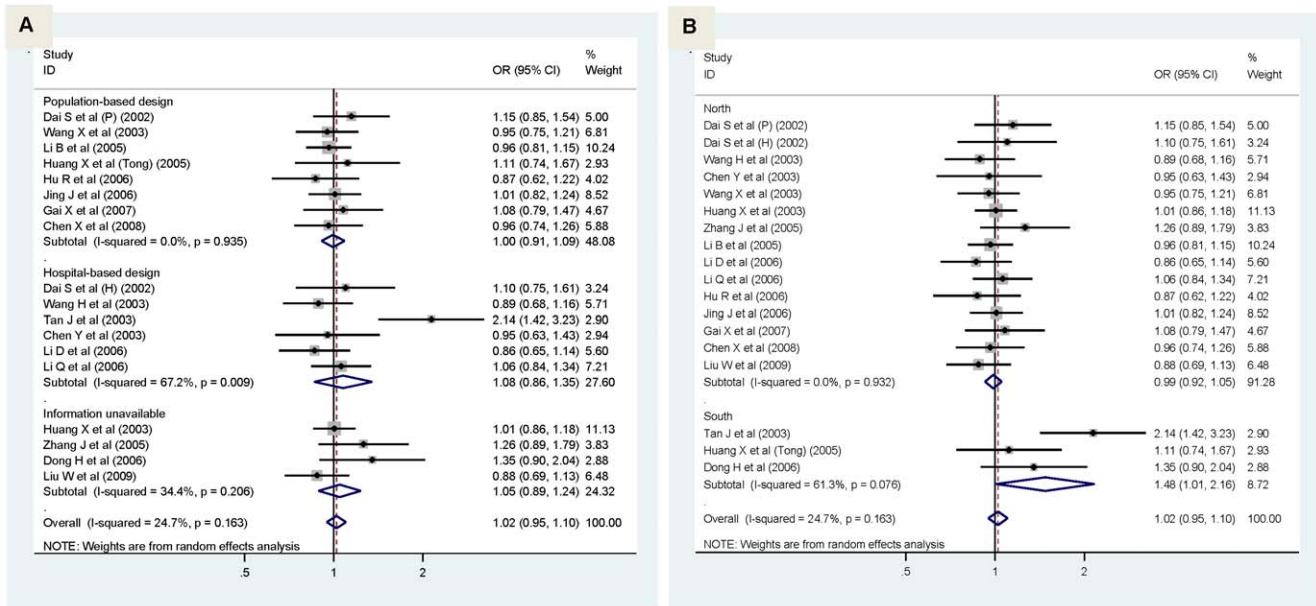 A
Study %
ID OR (95% CI) Weight
Population-based design
Dai S et al (P) (2002) 1.15 (0.85, 1.54) 5.00
Wang X et al (2003) 0.95 (0.75, 1.21) 6.81
Li B et al (2005) 0.96 (0.81, 1.15) 10.24
Huang X et al (Tong) (2005) 1.11 (0.74, 1.67) 2.93
Hu R et al (2006) 0.87 (0.62, 1.22) 4.02
Jing J et al (2006) 1.01 (0.82, 1.24) 8.52
Gai X et al (2007) 1.08 (0.79, 1.47) 4.67
Chen X et al (2008) 0.96 (0.74, 1.26) 5.88
Subtotal (I-squared = 0.0%, p = 0.935) 1.00 (0.91, 1.09) 48.08
.
Hospital-based design
Dai S et al (H) (2002) 1.10 (0.75, 1.61) 3.24
Wang H et al (2003) 0.89 (0.68, 1.16) 5.71
Tan J et al (2003) 2.14 (1.42, 3.23) 2.90
Chen Y et al (2003) 0.95 (0.63, 1.43) 2.94
Li D et al (2006) 0.86 (0.65, 1.14) 5.60
Li Q et al (2006) 1.06 (0.84, 1.34) 7.21
Subtotal (I-squared = 67.2%, p = 0.009) 1.08 (0.86, 1.35) 27.60
.
Information unavailable
Huang X et al (2003) 1.01 (0.86, 1.18) 11.13
Zhang J et al (2005) 1.26 (0.89, 1.79) 3.83
Dong H et al (2006) 1.35 (0.90, 2.04) 2.88
Liu W et al (2009) 0.88 (0.69, 1.13) 6.48
Subtotal (I-squared = 34.4%, p = 0.206) 1.05 (0.89, 1.24) 24.32
.
Overall (I-squared = 24.7%, p = 0.163) 1.02 (0.95, 1.10) 100.00
NOTE: Weights are from random effects analysis
.5 1 2
B
Study %
ID OR (95% CI) Weight
North
Dai S et al (P) (2002) 1.15 (0.85, 1.54) 5.00
Dai S et al (H) (2002) 1.10 (0.75, 1.61) 3.24
Wang H et al (2003) 0.89 (0.68, 1.16) 5.71
Chen Y et al (2003) 0.95 (0.63, 1.43) 2.94
Wang X et al (2003) 0.95 (0.75, 1.21) 6.81
Huang X et al (2003) 1.01 (0.86, 1.18) 11.13
Zhang J et al (2005) 1.26 (0.89, 1.79) 3.83
Li B et al (2005) 0.96 (0.81, 1.15) 10.24
Li D et al (2006) 0.86 (0.65, 1.14) 5.60
Li Q et al (2006) 1.06 (0.84, 1.34) 7.21
Hu R et al (2006) 0.87 (0.62, 1.22) 4.02
Jing J et al (2006) 1.01 (0.82, 1.24) 8.52
Gai X et al (2007) 1.08 (0.79, 1.47) 4.67
Chen X et al (2008) 0.96 (0.74, 1.26) 5.88
Liu W et al (2009) 0.88 (0.69, 1.13) 6.48
Subtotal (I-squared = 0.0%, p = 0.932) 0.99 (0.92, 1.05) 91.28
.
South
Tan J et al (2003) 2.14 (1.42, 3.23) 2.90
Huang X et al (Tong) (2005) 1.11 (0.74, 1.67) 2.93
Dong H et al (2006) 1.35 (0.90, 2.04) 2.88
Subtotal (I-squared = 61.3%, p = 0.076) 1.48 (1.01, 2.16) 8.72
.
Overall (I-squared = 24.7%, p = 0.163) 1.02 (0.95, 1.10) 100.00
NOTE: Weights are from random effects analysis
.5 1 2